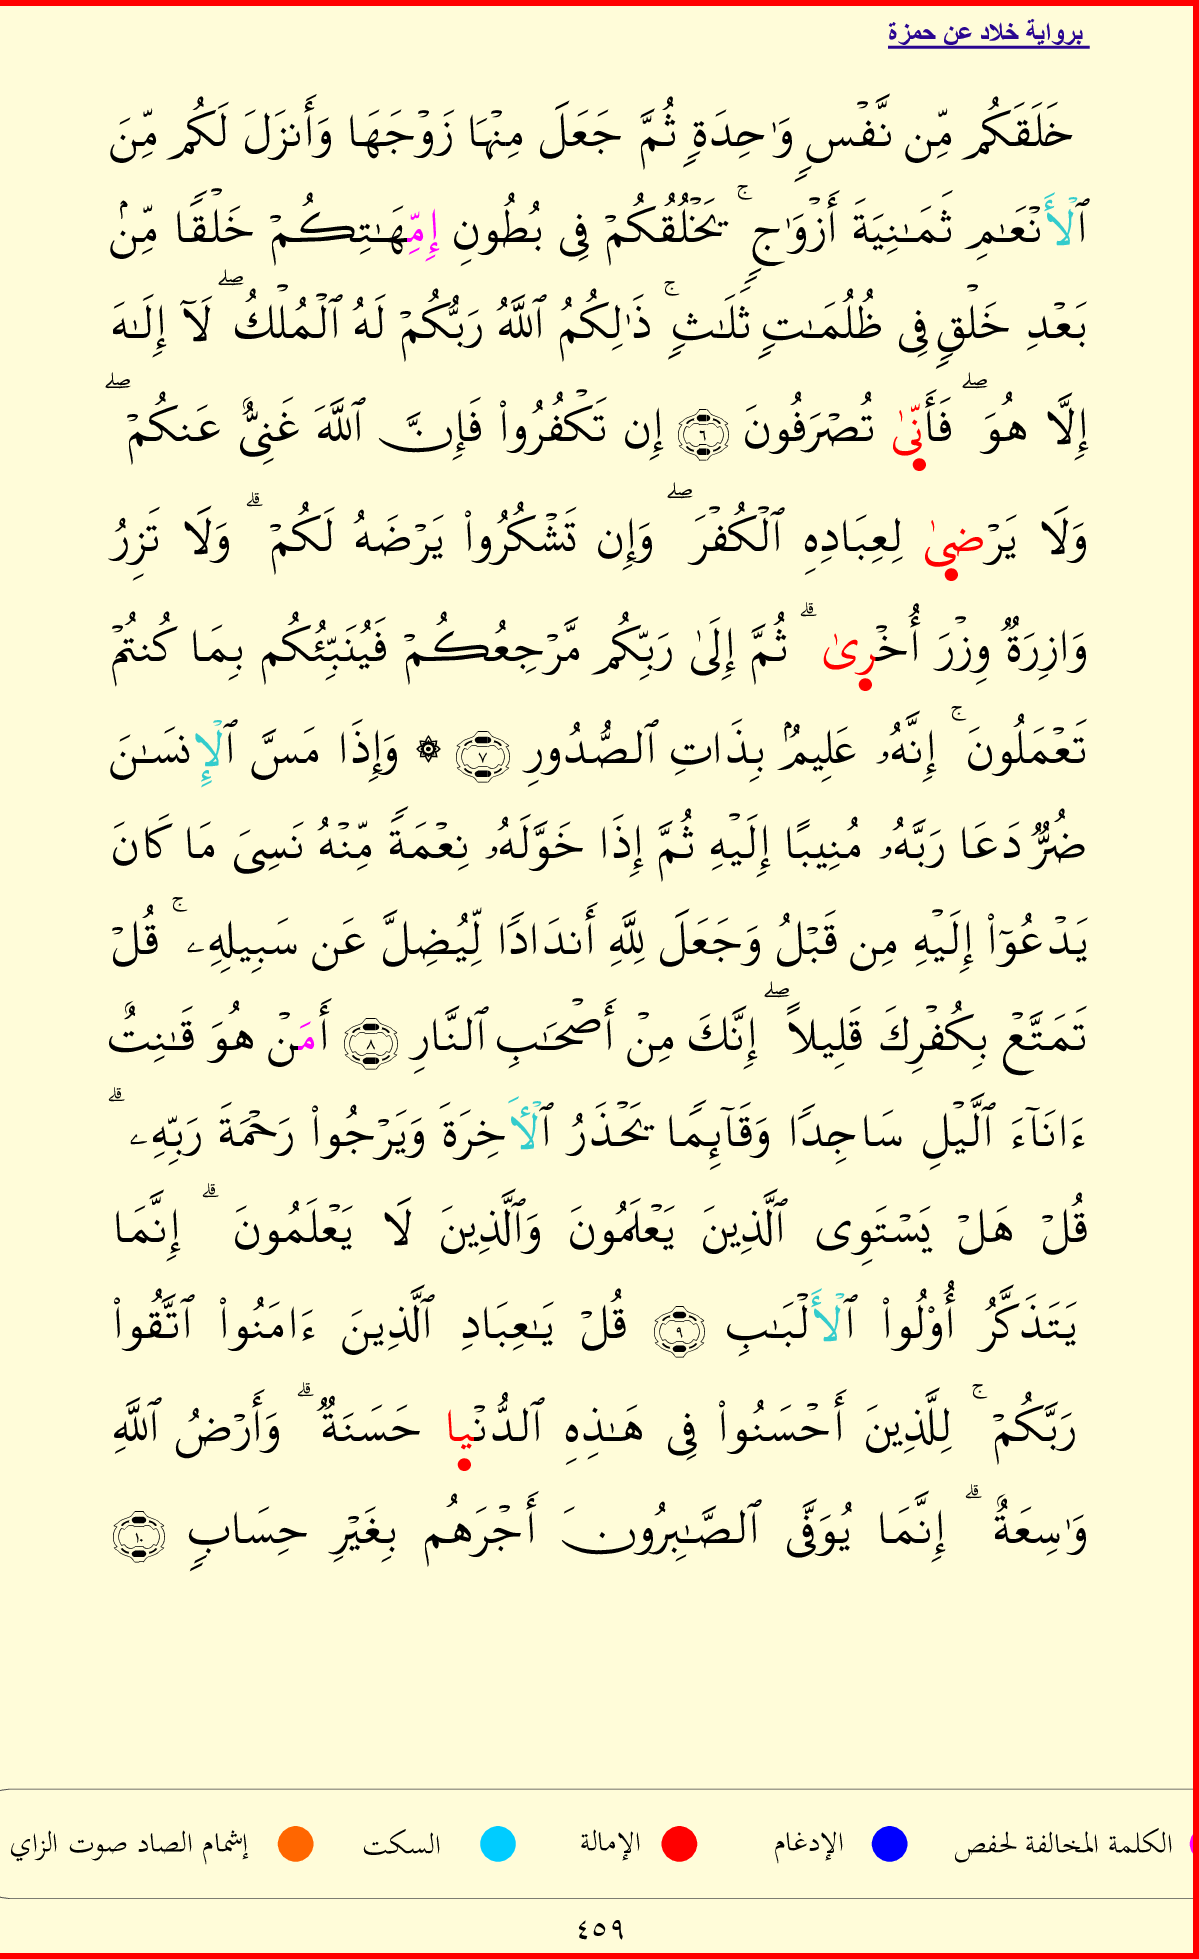 برواية خلاد عن حمزة
خَلَقَكُم مِّن نَّفۡسٖ وَٰحِدَةٖ ثُمَّ جَعَلَ مِنۡهَا زَوۡجَهَا وَأَنزَلَ لَكُم مِّنَ
ٱلۡأَنۡعَٰمِ ثَمَٰنِيَةَ أَزۡوَٰجٖۚ يَخۡلُقُكُمۡ فِي بُطُونِ إِمِّهَٰتِكُمۡ خَلۡقٗا مِّنۢ
بَعۡدِ خَلۡقٖ فِي ظُلُمَٰتٖ ثَلَٰثٖۚ ذَٰلِكُمُ ٱللَّهُ رَبُّكُمۡ لَهُ ٱلۡمُلۡكُۖ لَآ إِلَٰهَ
إِلَّا هُوَۖ فَأَنّىٰ تُصۡرَفُونَ ٦ إِن تَكۡفُرُواْ فَإِنَّ ٱللَّهَ غَنِيٌّ عَنكُمۡۖ
وَلَا يَرۡضىٰ لِعِبَادِهِ ٱلۡكُفۡرَۖ وَإِن تَشۡكُرُواْ يَرۡضَهُ لَكُمۡۗ وَلَا تَزِرُ
وَازِرَةٞ وِزۡرَ أُخۡرىٰۗ ثُمَّ إِلَىٰ رَبِّكُم مَّرۡجِعُكُمۡ فَيُنَبِّئُكُم بِمَا كُنتُمۡ
تَعۡمَلُونَۚ إِنَّهُۥ عَلِيمُۢ بِذَاتِ ٱلصُّدُورِ ٧ ۞ وَإِذَا مَسَّ ٱلۡإِنسَٰنَ
ضُرّٞ دَعَا رَبَّهُۥ مُنِيبًا إِلَيۡهِ ثُمَّ إِذَا خَوَّلَهُۥ نِعۡمَةٗ مِّنۡهُ نَسِيَ مَا كَانَ
يَدۡعُوٓاْ إِلَيۡهِ مِن قَبۡلُ وَجَعَلَ لِلَّهِ أَندَادٗا لِّيُضِلَّ عَن سَبِيلِهِۦۚ قُلۡ
تَمَتَّعۡ بِكُفۡرِكَ قَلِيلًاۖ إِنَّكَ مِنۡ أَصۡحَٰبِ ٱلنَّارِ ٨ أَمَنۡ هُوَ قَٰنِتٌ
ءَانَآءَ ٱلَّيۡلِ سَاجِدٗا وَقَآئِمٗا يَحۡذَرُ ٱلۡأٓخِرَةَ وَيَرۡجُواْ رَحۡمَةَ رَبِّهِۦۗ
قُلۡ هَلۡ يَسۡتَوِي ٱلَّذِينَ يَعۡلَمُونَ وَٱلَّذِينَ لَا يَعۡلَمُونَۗ إِنَّمَا
يَتَذَكَّرُ أُوْلُواْ ٱلۡأَلۡبَٰبِ ٩ قُلۡ يَٰعِبَادِ ٱلَّذِينَ ءَامَنُواْ ٱتَّقُواْ
رَبَّكُمۡۚ لِلَّذِينَ أَحۡسَنُواْ فِي هَٰذِهِ ٱلدُّنۡيا حَسَنَةٞۗ وَأَرۡضُ ٱللَّهِ
وَٰسِعَةٌۗ إِنَّمَا يُوَفَّى ٱلصَّٰبِرُونَ أَجۡرَهُم بِغَيۡرِ حِسَابٖ ١٠
الكلمة المخالفة لحفص الإدغام الإمالة السكت إشمام الصاد صوت الزاي
٤٥٩